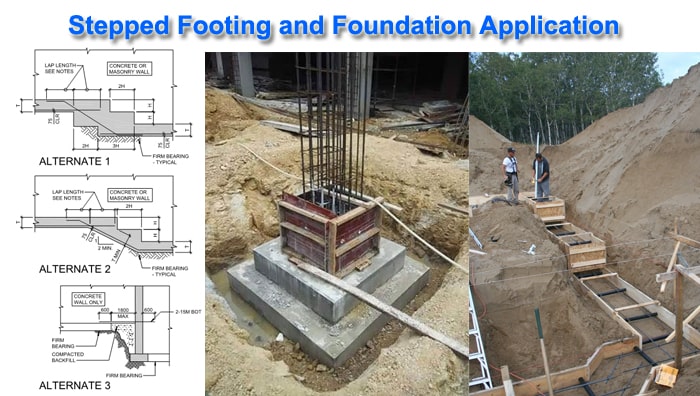 Stepped Footing and Foundation Application
LAP LENGTH
SEE NOTES
CONCRETE OR
MASONRY WALL
2H
T
H
H
T
75
CLR
2H
3H
FIRM BEARING
- TYPICAL
ALTERNATE 1
LAP LENGTH
SEE NOTES
CONCRETE OR
MASONRY WALL
2H
T
H
H
T
75
CLR
2 MIN
1 MIN
FIRM BEARING
- TYPICAL
ALTERNATE 2
CONCRETE
WALL ONLY
600
1800
MAX
600
2-15M BOT
FIRM
BEARING
COMPACTED
BACKFILL
FIRM BEARING
ALTERNATE 3